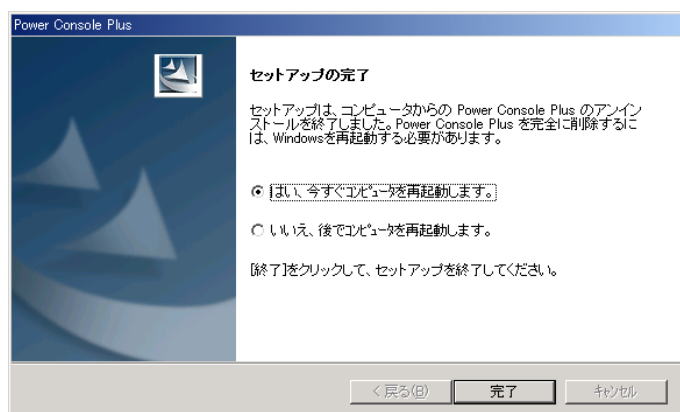 Power Console Plus
セットアップの完了
セットアップは、コンピュータからの Power Console Plus のアンイン
ストールを終了しました。Power Console Plus を完全に削除するに
は、Windowsを再起動する必要があります。
はい、今すぐｺﾝﾋﾟｭｰﾀを再起動します。
いいえ、後でｺﾝﾋﾟｭｰﾀを再起動します。
[終了]をクリックして、セットアップを終了してください。
< 戻る(B)
完了
ｷｬﾝｾﾙ